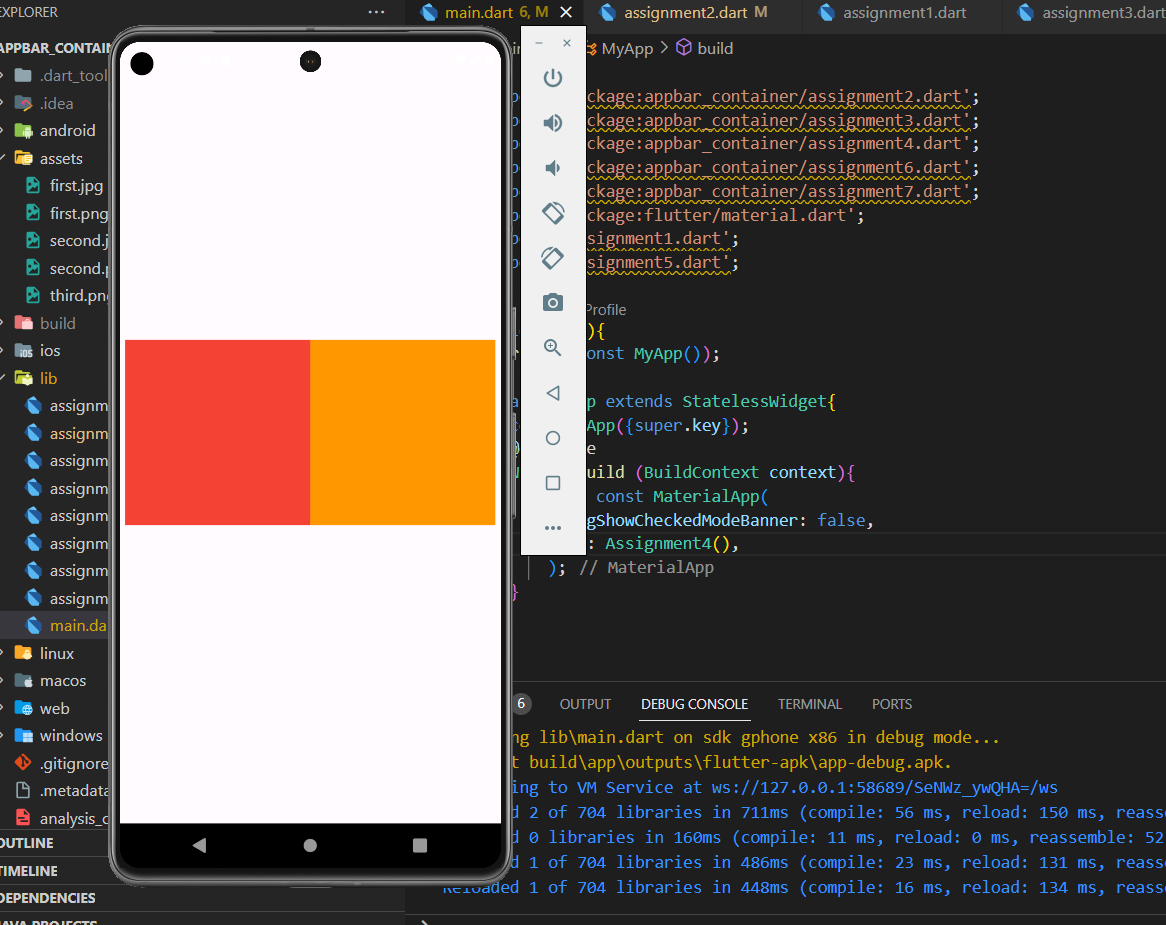 EXPLORER
main.dart 6, M
assignment2.dart M
assignment1.dart
assignment3.dart
APPBAR_CONTAIN
.dart_tool
.idea
android
assets
first.jpg
first.png
second.j
second.p
third.png
build
ios
lib
assignm
assignm
assignm
assignm
assignm
assignm
assignm
assignm
main.da
linux
macos
web
windows
.gitignore
.metadata
analysis_o
OUTLINE
TIMELINE
DEPENDENCIES
JAVA PROJECTS
MyApp > build
ckage:appbar_container/assignment2.dart';
ckage:appbar_container/assignment3.dart';
ckage:appbar_container/assignment4.dart';
ckage:appbar_container/assignment6.dart';
ckage:appbar_container/assignment7.dart';
ckage:flutter/material.dart';
signment1.dart';
signment5.dart';
Profile
){
onst MyApp());
p extends StatelessWidget{
App({super.key});
e
uild (BuildContext context){
const MaterialApp(
gShowCheckedModeBanner: false,
: Assignment4(),
); // MaterialApp
}
6 OUTPUT DEBUG CONSOLE TERMINAL PORTS
ng lib\main.dart on sdk gphone x86 in debug mode...
t build\app\outputs\flutter-apk\app-debug.apk.
ing to VM Service at ws://127.0.0.1:58689/SeNWz_ywQHA=/ws
d 2 of 704 libraries in 711ms (compile: 56 ms, reload: 150 ms, reasse
d 0 libraries in 160ms (compile: 11 ms, reload: 0 ms, reassemble: 52
d 1 of 704 libraries in 486ms (compile: 23 ms, reload: 131 ms, reasse
Reloaded 1 of 704 libraries in 448ms (compile: 16 ms, reload: 134 ms, reasse